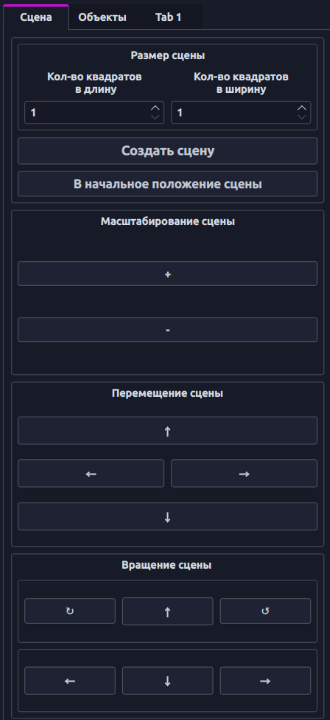 Сцена Объекты Tab 1
Размер сцены
Кол-во квадратов Кол-во квадратов
в длину в ширину
1 1
Создать сцену
В начальное положение сцены
Масштабирование сцены
+
-
Перемещение сцены
↑
← →
↓
Вращение сцены
↻ ↑ ↺
← ↓ →